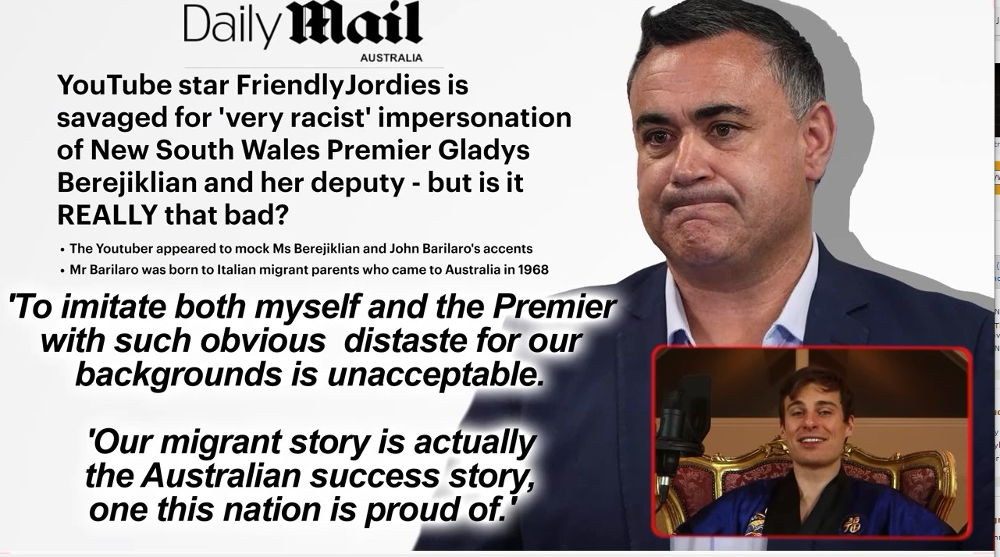 Daily Mail
AUSTRALIA
YouTube star FriendlyJordies is
savaged for 'very racist' impersonation
of New South Wales Premier Gladys
Berejiklian and her deputy - but is it
REALLY that bad?
• The Youtuber appeared to mock Ms Berejiklian and John Barilaro's accents
• Mr Barilaro was born to Italian migrant parents who came to Australia in 1968
'To imitate both myself and the Premier
with such obvious distaste for our
backgrounds is unacceptable.
'Our migrant story is actually
the Australian success story,
one this nation is proud of.'